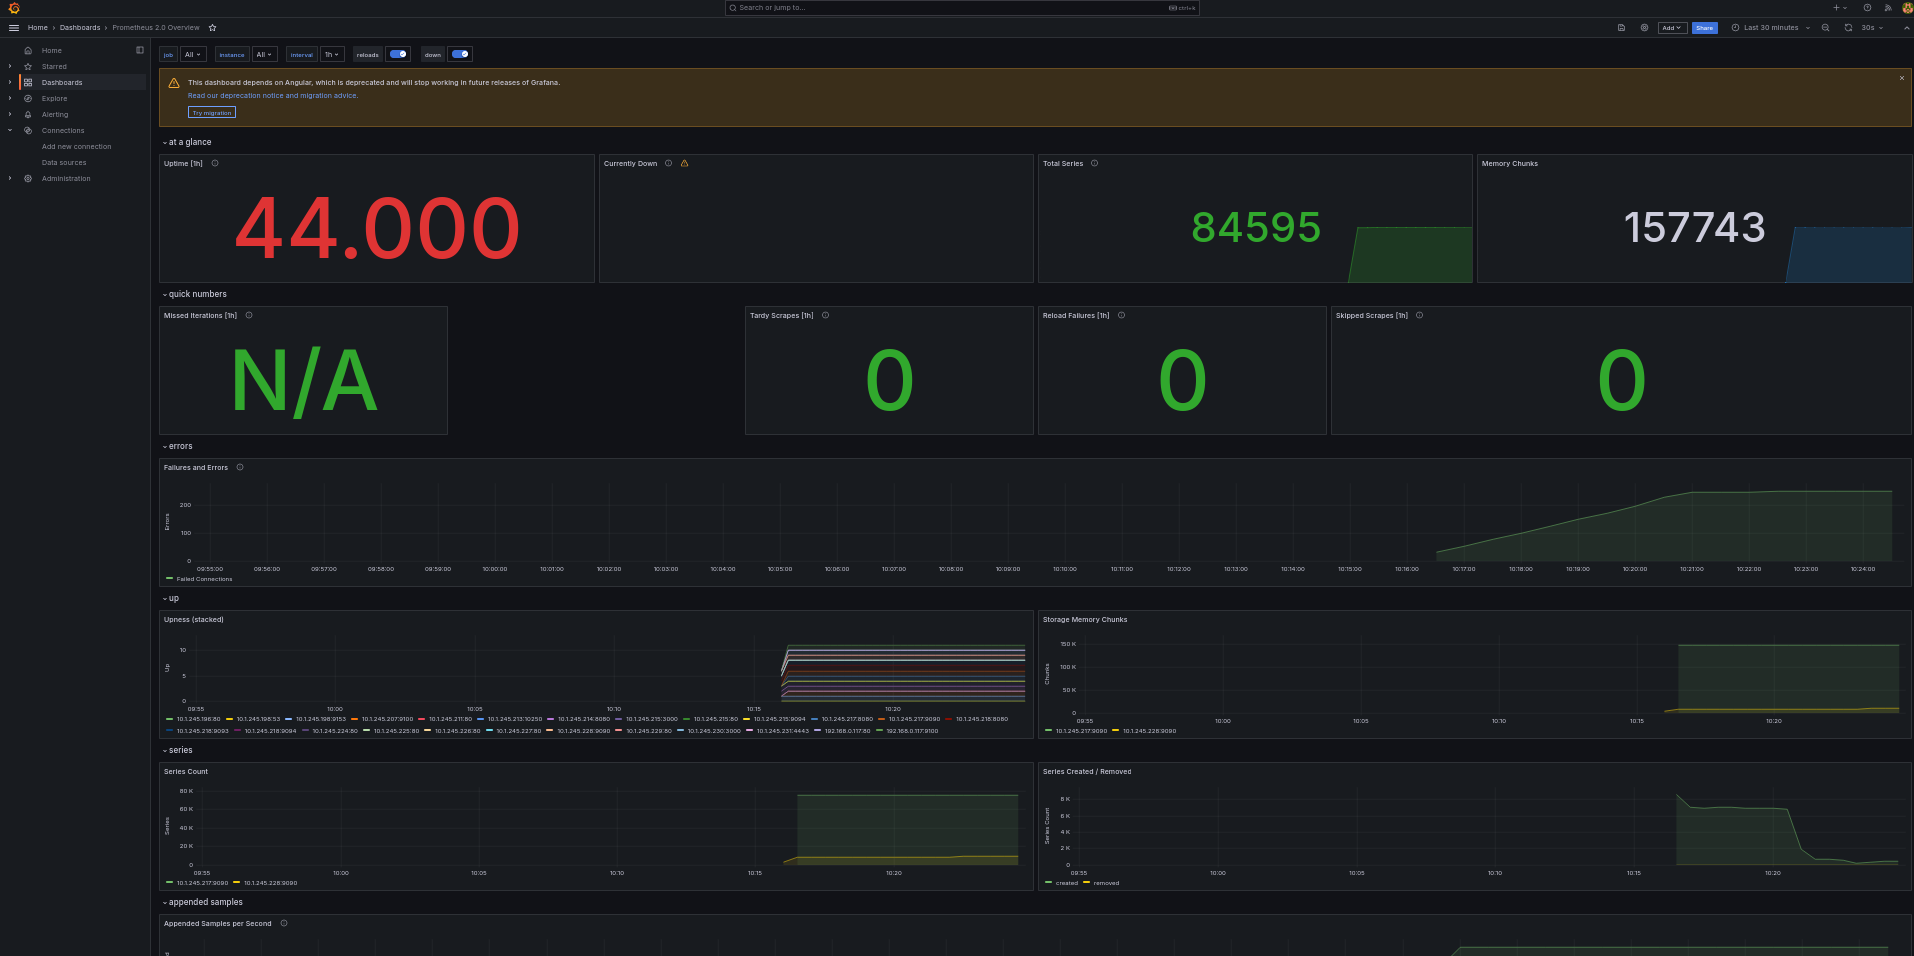 Search or jump to...
ctrl+k
Home › Dashboards › Prometheus 2.0 Overview
Add
Share
Last 30 minutes
30s
Home
Starred
Dashboards
Explore
Alerting
Connections
Add new connection
Data sources
Administration
job All instance All interval 1h reloads down
This dashboard depends on Angular, which is deprecated and will stop working in future releases of Grafana.
Read our deprecation notice and migration advice.
Try migration
at a glance
Uptime [1h]
44.000
Currently Down
Total Series
84595
Memory Chunks
157743
quick numbers
Missed Iterations [1h]
N/A
Tardy Scrapes [1h]
0
Reload Failures [1h]
0
Skipped Scrapes [1h]
0
errors
Failures and Errors
Errors
200
100
0
09:55:00 09:56:00 09:57:00 09:58:00 09:59:00 10:00:00 10:01:00 10:02:00 10:03:00 10:04:00 10:05:00 10:06:00 10:07:00 10:08:00 10:09:00 10:10:00 10:11:00 10:12:00 10:13:00 10:14:00 10:15:00 10:16:00 10:17:00 10:18:00 10:19:00 10:20:00 10:21:00 10:22:00 10:23:00 10:24:00
Failed Connections
up
Upness (stacked)
Up
10
5
0
09:55 10:00 10:05 10:10 10:15 10:20
10.1.245.196:80 10.1.245.198:53 10.1.245.198:9153 10.1.245.207:9100 10.1.245.211:80 10.1.245.213:10250 10.1.245.214:8080 10.1.245.215:3000 10.1.245.215:80 10.1.245.215:9094 10.1.245.217:8080 10.1.245.217:9090 10.1.245.218:8080
10.1.245.218:9093 10.1.245.218:9094 10.1.245.224:80 10.1.245.225:80 10.1.245.226:80 10.1.245.227:80 10.1.245.228:9090 10.1.245.229:80 10.1.245.230:3000 10.1.245.231:4443 192.168.0.117:80 192.168.0.117:9100
Storage Memory Chunks
Chunks
150 K
100 K
50 K
0
09:55 10:00 10:05 10:10 10:15 10:20
10.1.245.217:9090 10.1.245.228:9090
series
Series Count
Series
80 K
60 K
40 K
20 K
0
09:55 10:00 10:05 10:10 10:15 10:20
10.1.245.217:9090 10.1.245.228:9090
Series Created / Removed
Series Count
8 K
6 K
4 K
2 K
0
09:55 10:00 10:05 10:10 10:15 10:20
created removed
appended samples
Appended Samples per Second